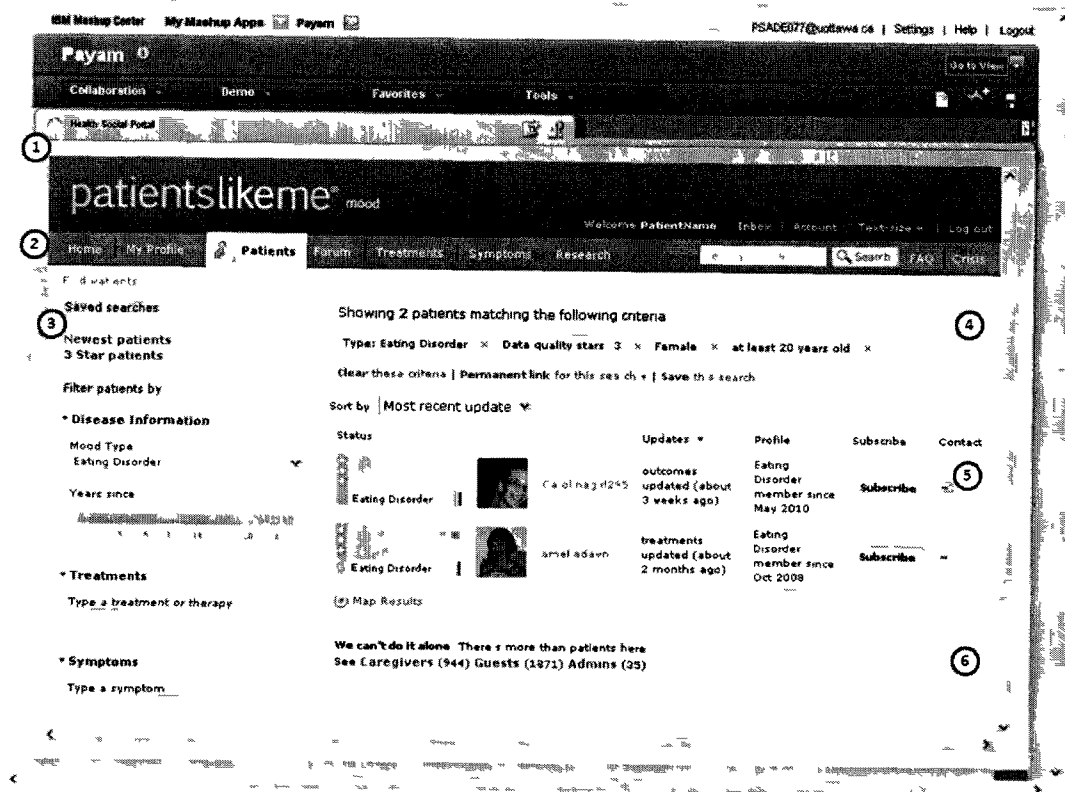 IBM Mashup Center My Mashup Apps Payam
PSADE077@uottawa ca | Settings | Help | Logout
Payam
Go to View
Collaboration Demo Favorites Tools
Health Social Portal
1
patientslikeme® mood
Welcome PatientName Inbox | Account Text-size | Log out
2
Home My Profile Patients Forum Treatments Symptoms Research Search FAQ Crisis
Saved searches
3
Newest patients
3 Star patients
Filter patients by
Disease Information
Mood Type
Eating Disorder
Years since
Treatments
Type a treatment or therapy
Symptoms
Type a symptom
Showing 2 patients matching the following criteria
4
Type: Eating Disorder × Data quality stars 3 × Female × at least 20 years old ×
Clear these criteria | Permanent link for this | Save this search
Sort by Most recent update
Status Updates Profile Subscribe Contact
Eating Disorder
outcomes updated (about 3 weeks ago)
Eating Disorder member since May 2010
Subscribe
5
Eating Disorder
treatments updated (about 2 months ago)
Eating Disorder member since Oct 2008
Subscribe
Map Results
We can't do it alone There s more than patients here
See Caregivers (944) Guests (1871) Admins (35)
6